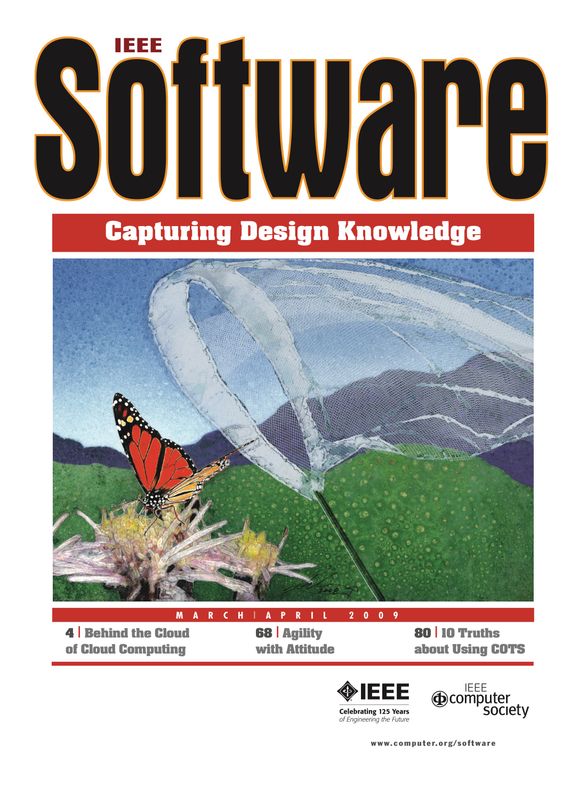 IEEE
Software
Capturing Design Knowledge
MARCH | APRIL 2009
4 | Behind the Cloud
of Cloud Computing
68 | Agility
with Attitude
80 | 10 Truths
about Using COTS
IEEE
Celebrating 125 Years
of Engineering the Future
IEEE
computer
society
www.computer.org/software